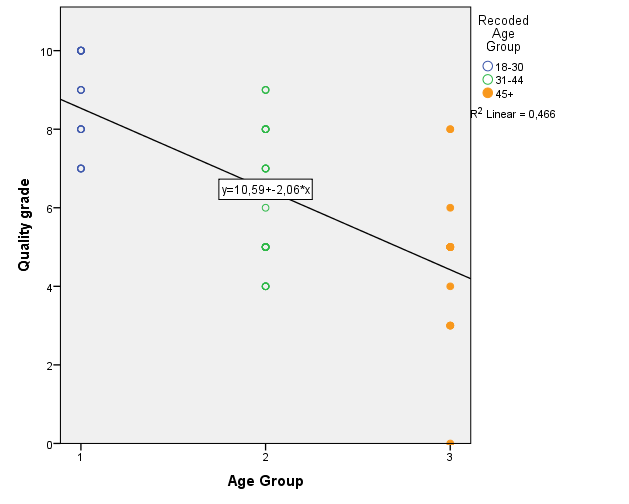 Recoded
Age
Group
18-30
31-44
45+
R2 Linear = 0,466
10
8
6
4
2
0
Quality grade
y=10,59+-2,06*x
1 2 3
Age Group